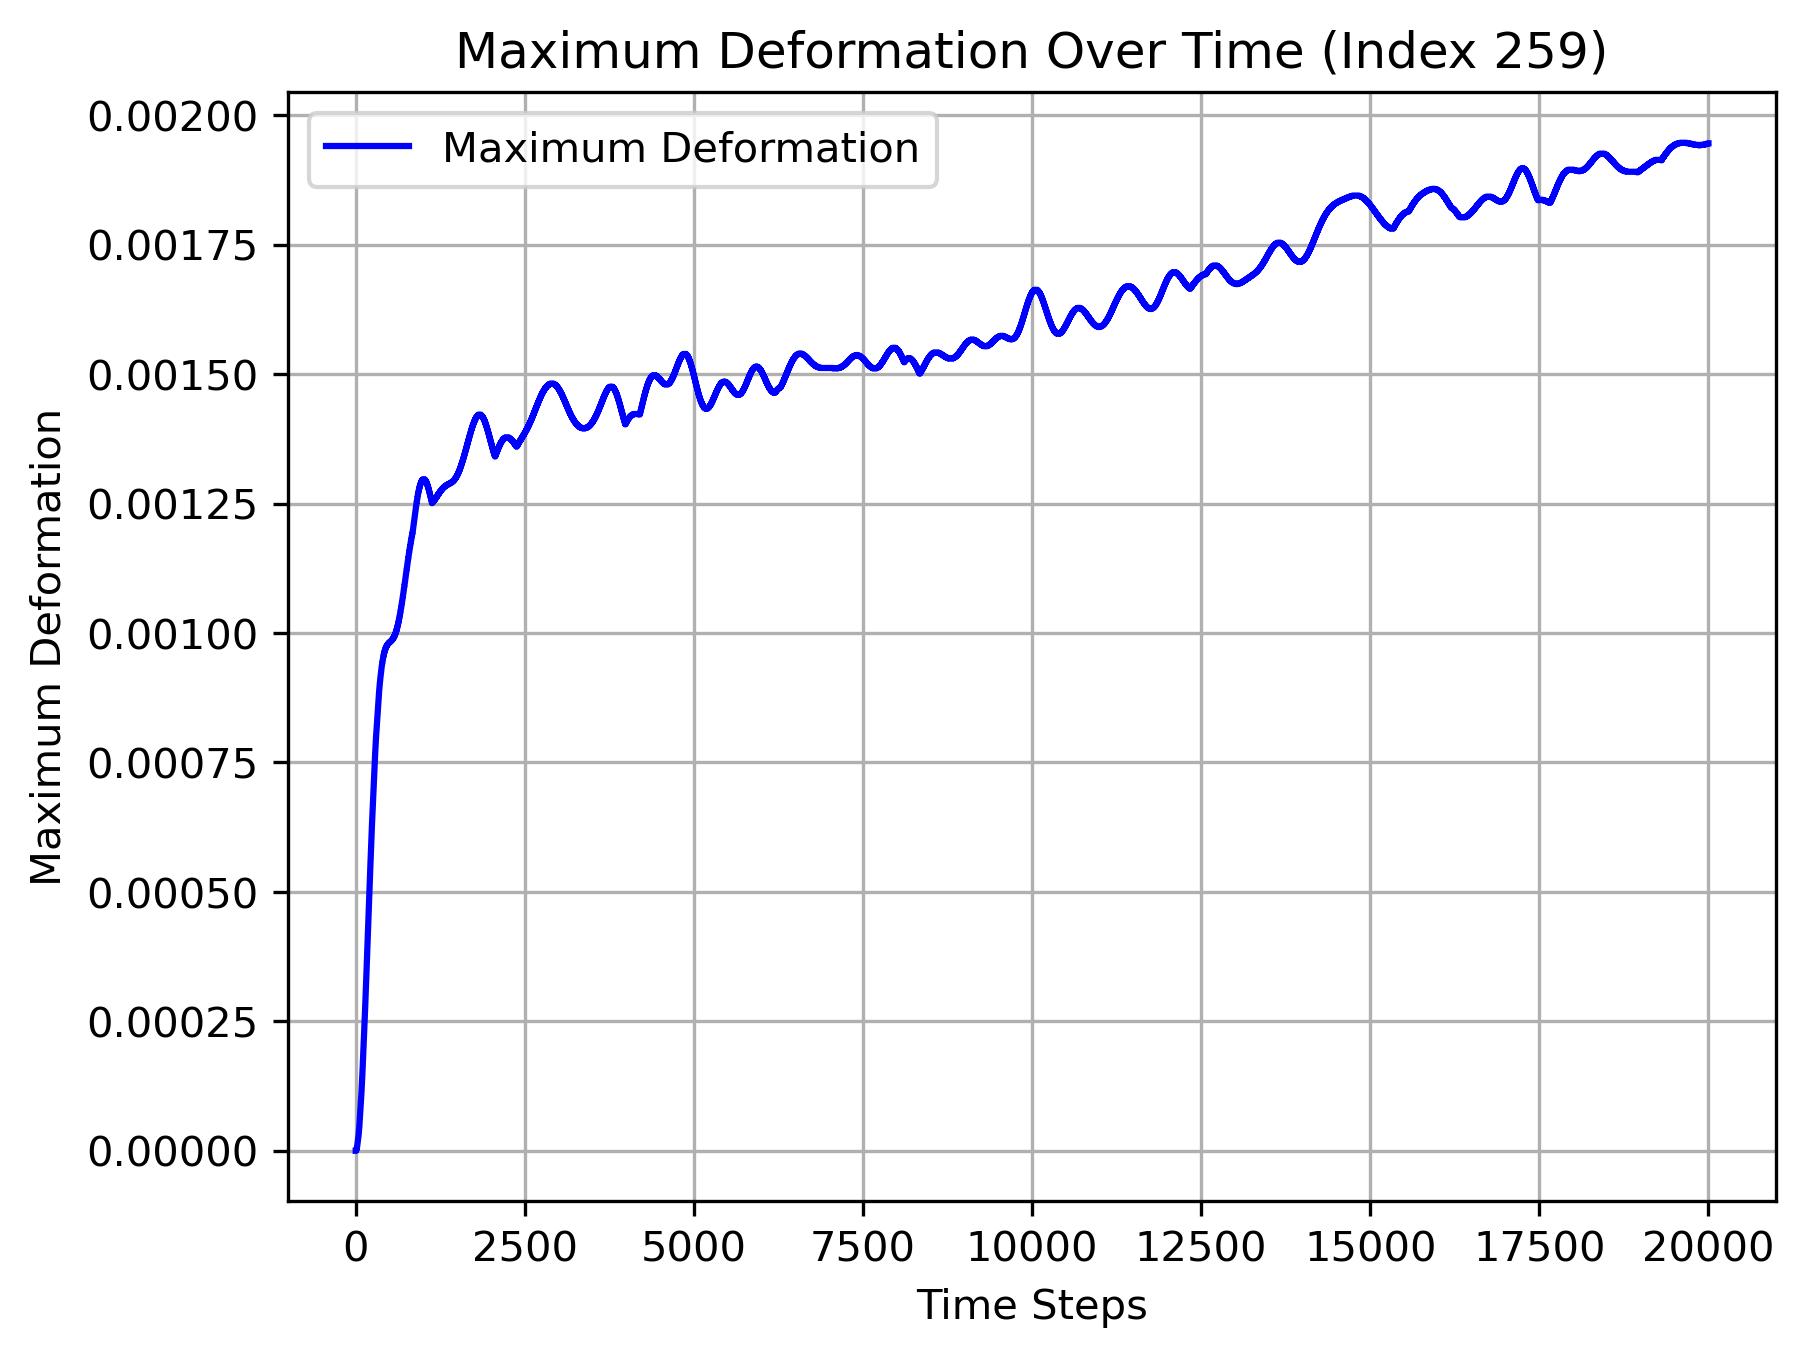 Maximum Deformation Over Time (Index 259)
Maximum Deformation
0.00200
0.00175
0.00150
0.00125
0.00100
0.00075
0.00050
0.00025
0.00000
Maximum Deformation
0 2500 5000 7500 10000 12500 15000 17500 20000
Time Steps